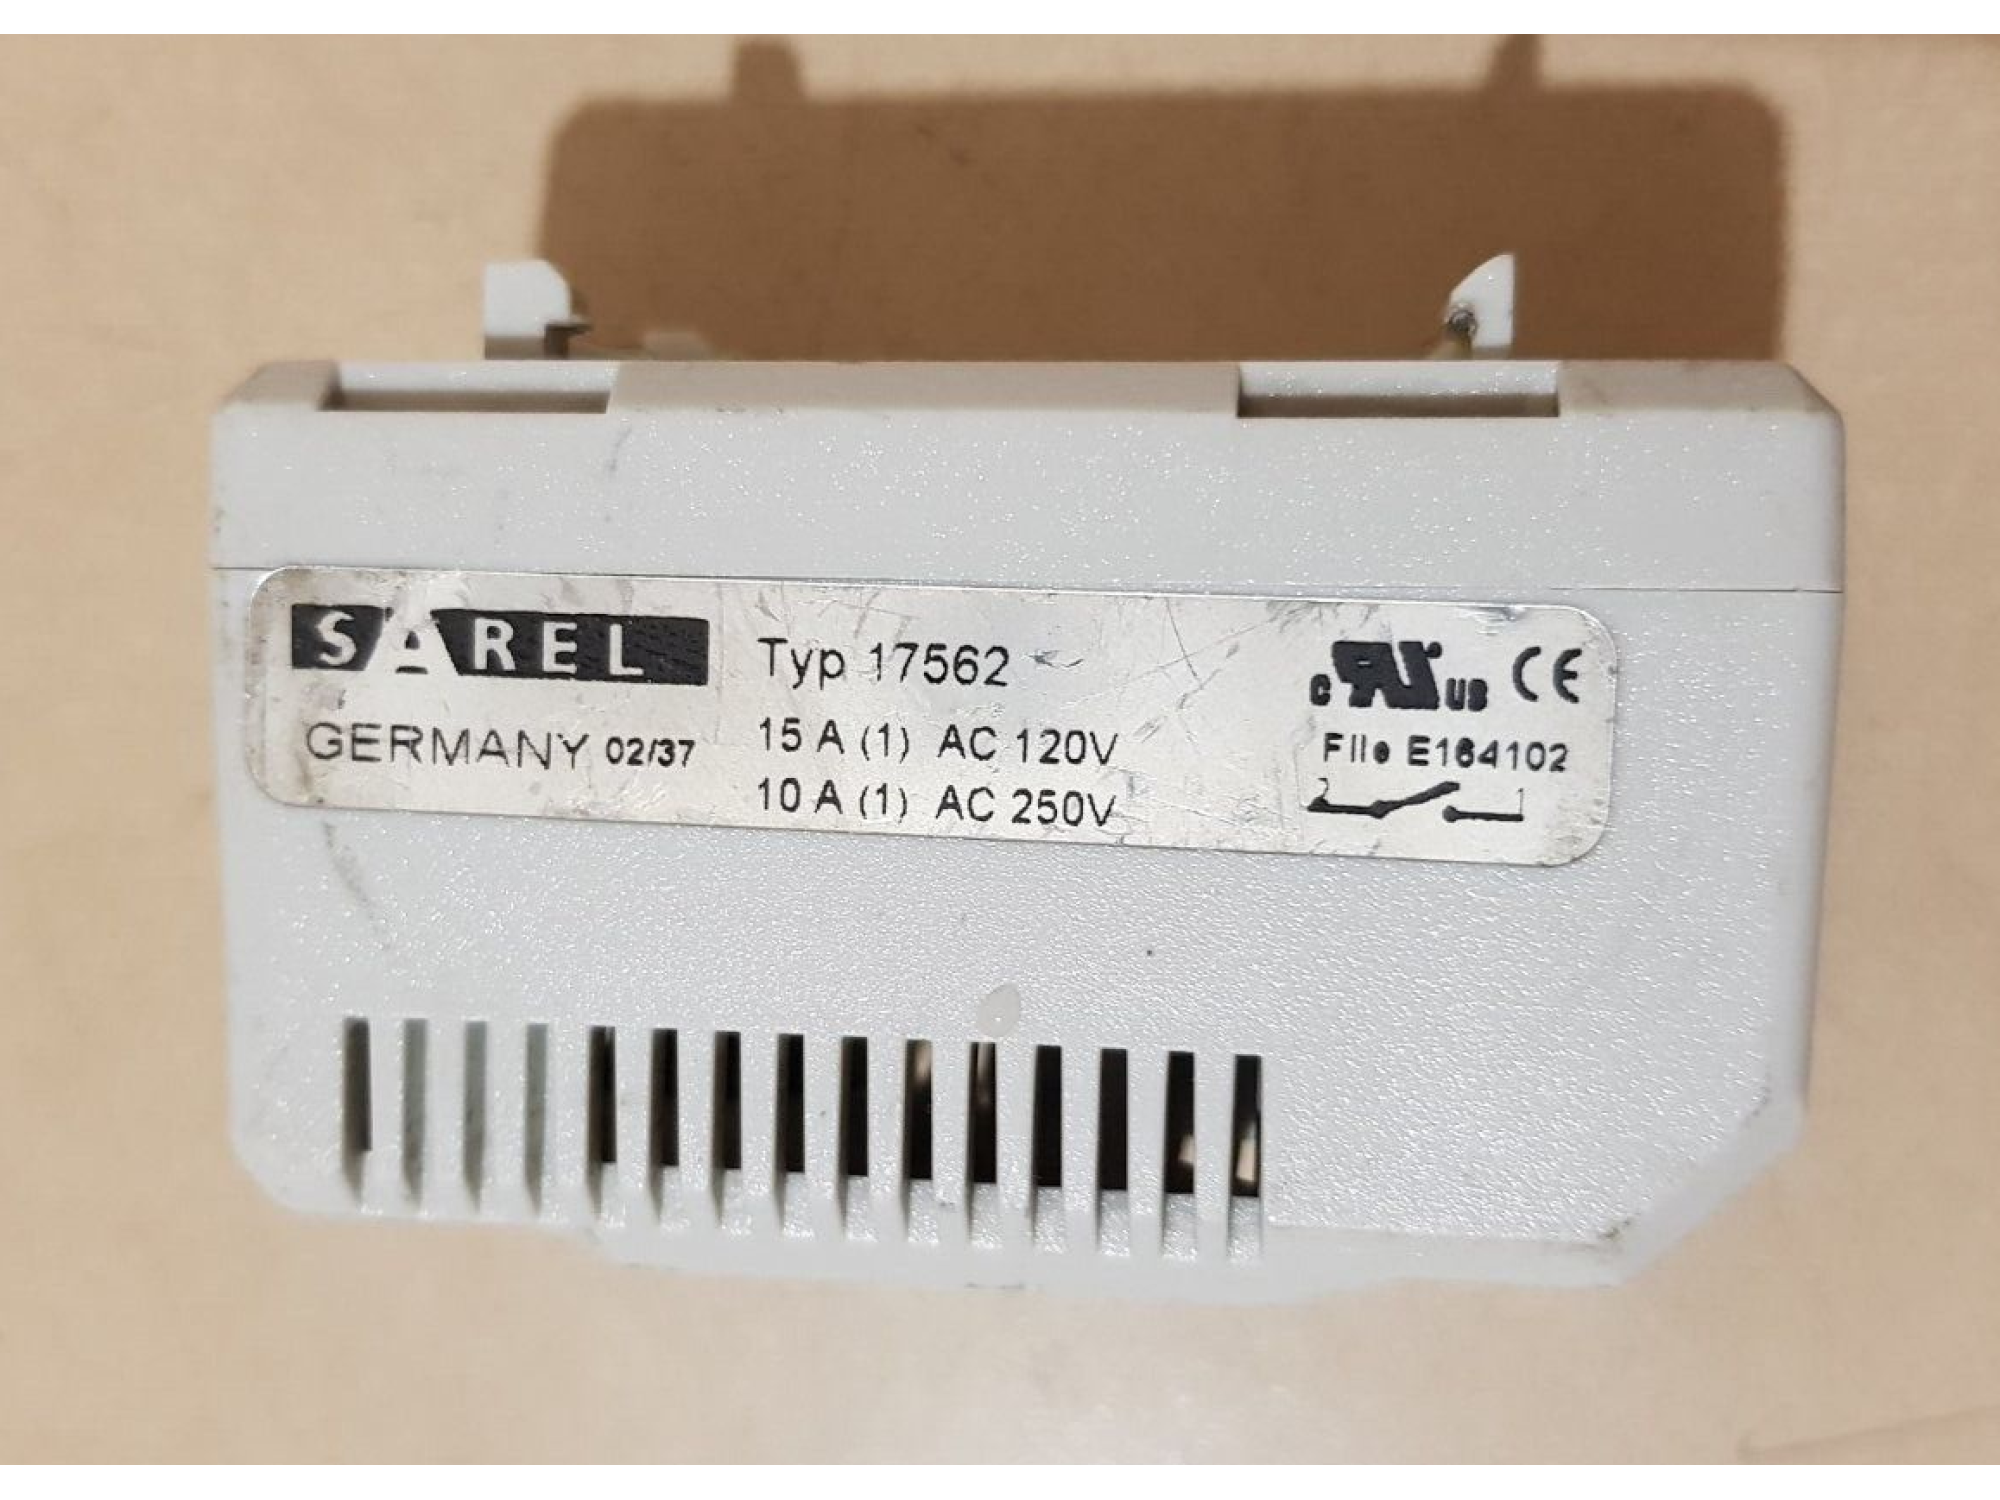 SAREL
Typ 17562
GERMANY 02/37
15 A (1) AC 120V
10 A (1) AC 250V
c RU us CE
File E164102
2 1